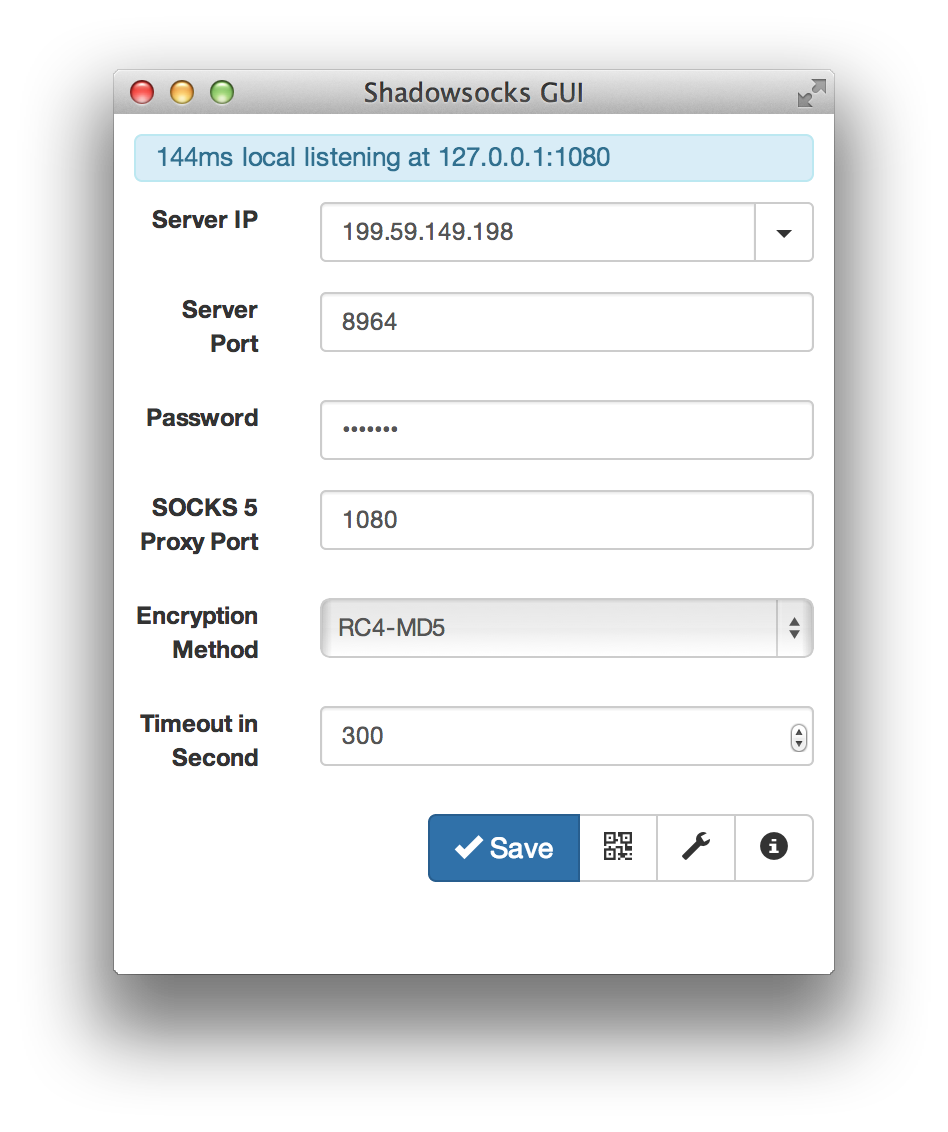 Shadowsocks GUI
144ms local listening at 127.0.0.1:1080
Server IP
199.59.149.198
Server
Port
8964
Password
•••••••
SOCKS 5
Proxy Port
1080
Encryption
Method
RC4-MD5
Timeout in
Second
300
Save